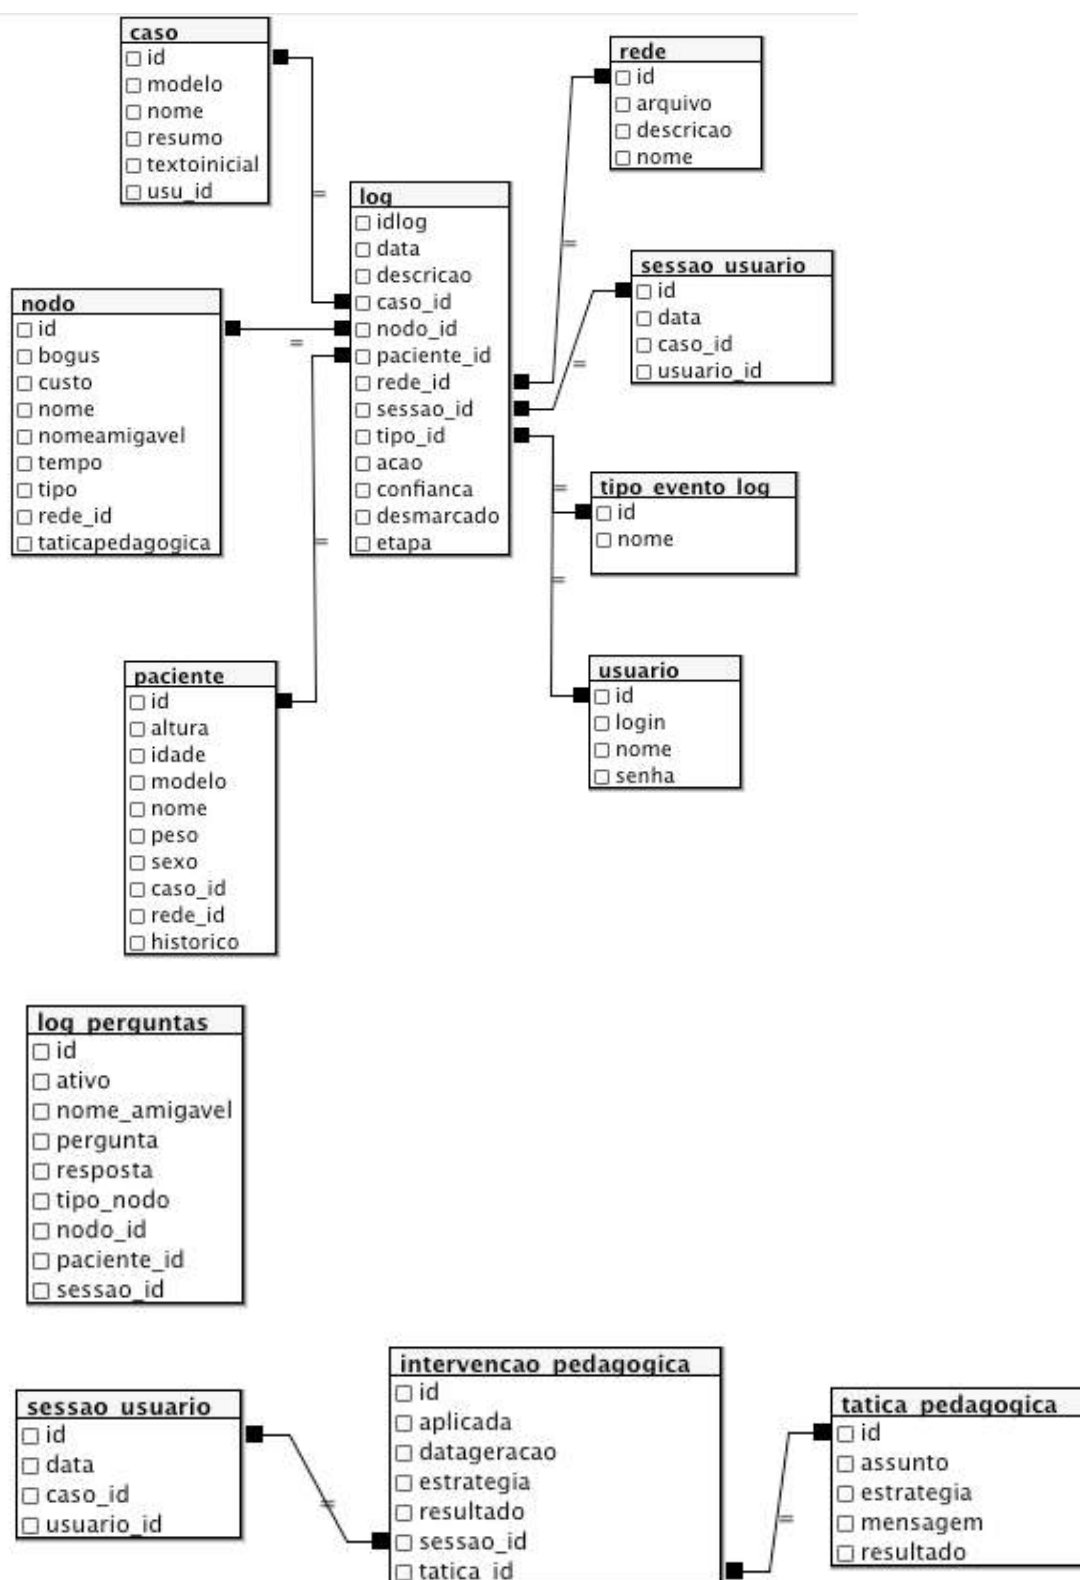 caso
id
modelo
nome
resumo
textoinicial
usu_id
rede
id
arquivo
descricao
nome
log
idlog
data
descricao
caso_id
nodo_id
paciente_id
rede_id
sessao_id
tipo_id
acao
confianca
desmarcado
etapa
sessao_usuario
id
data
caso_id
usuario_id
nodo
id
bogus
custo
nome
nomeamigavel
tempo
tipo
rede_id
taticapedagogica
tipo_evento_log
id
nome
usuario
id
login
nome
senha
paciente
id
altura
idade
modelo
nome
peso
sexo
caso_id
rede_id
historico
log_perguntas
id
ativo
nome_amigavel
pergunta
resposta
tipo_nodo
nodo_id
paciente_id
sessao_id
sessao_usuario
id
data
caso_id
usuario_id
intervencao_pedagogica
id
aplicada
datageracao
estrategia
resultado
sessao_id
tatica_id
tatica_pedagogica
id
assunto
estrategia
mensagem
resultado